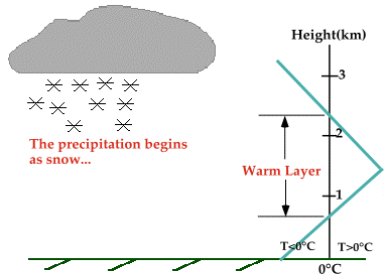 Height(km)
3
The precipitation begins
as snow...
2
Warm Layer
1
T<0°C
T>0°C
0°C